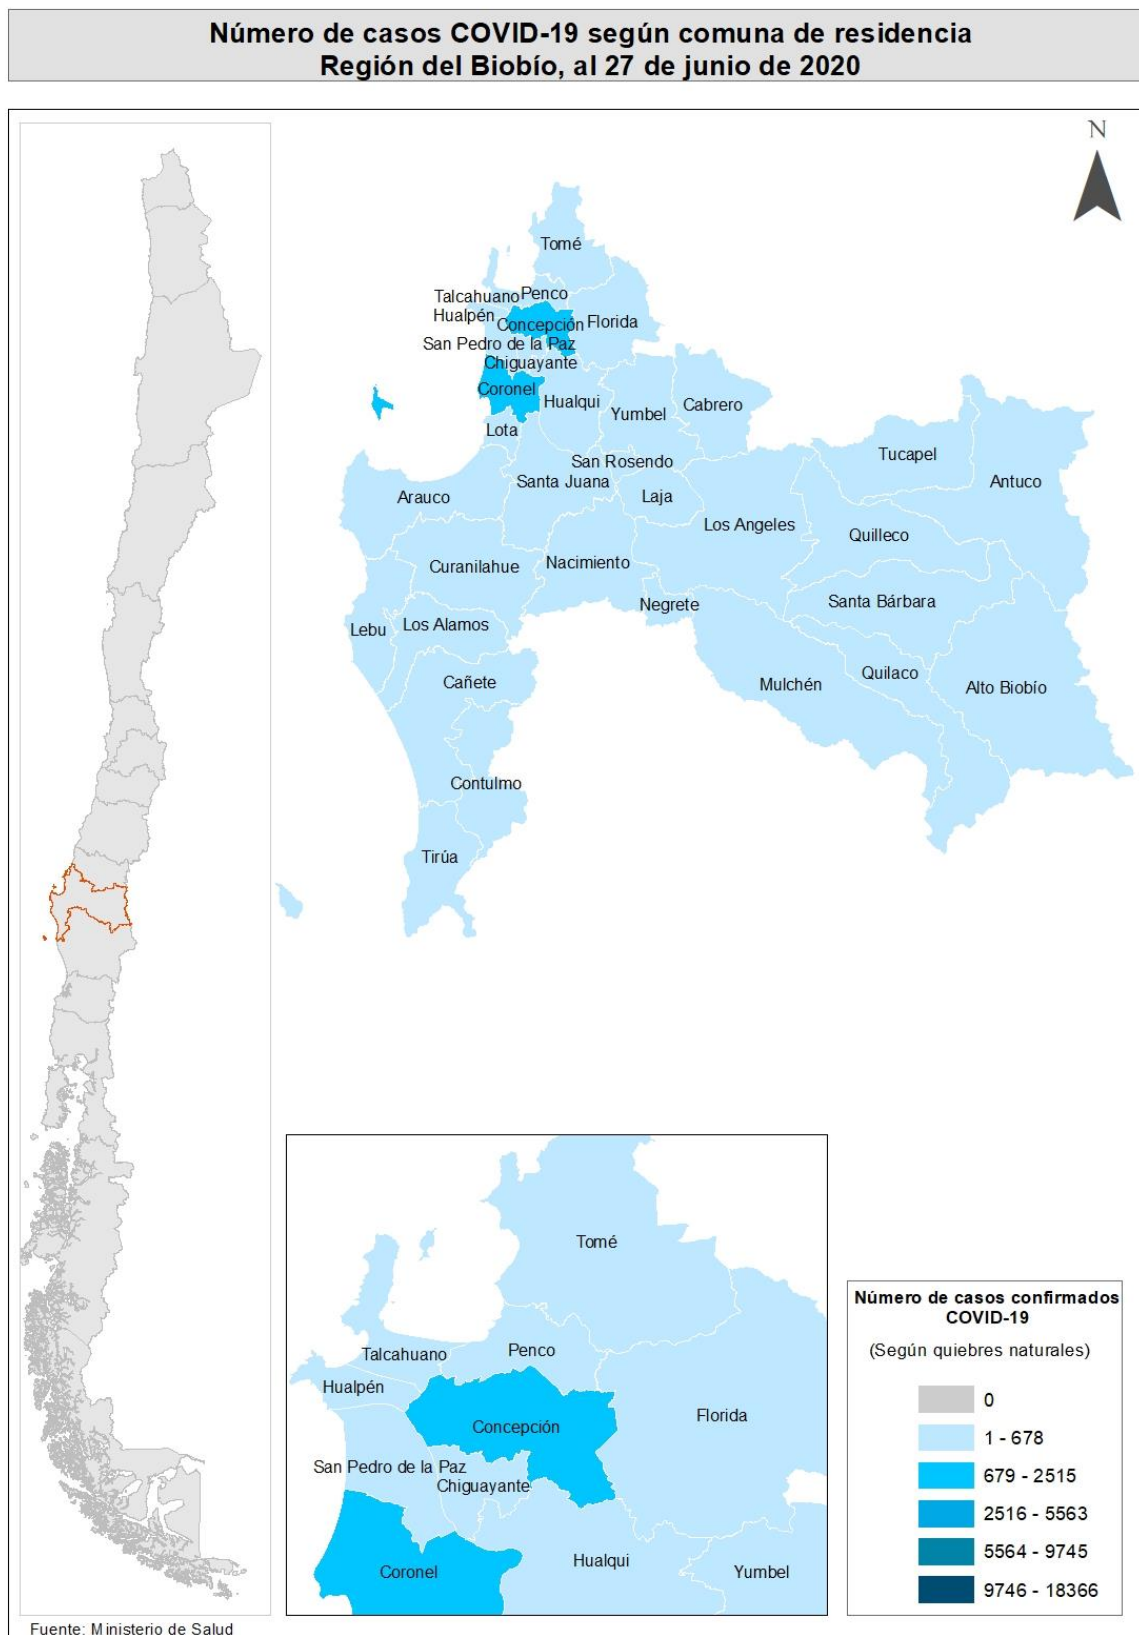 Número de casos COVID-19 según comuna de residencia
Región del Biobío, al 27 de junio de 2020
N
Tomé
Talcahuano
Penco
Hualpén
Concepción
Florida
San Pedro de la Paz
Chiguayante
Coronel
Hualqui
Yumbel
Cabrero
Lota
San Rosendo
Tucapel
Santa Juana
Antuco
Arauco
Laja
Los Angeles
Quilleco
Curanilahue
Nacimiento
Negrete
Santa Bárbara
Lebu
Los Alamos
Cañete
Mulchén
Quilaco
Alto Biobío
Contulmo
Tirúa
Tomé
Talcahuano
Penco
Hualpén
Concepción
Florida
San Pedro de la Paz
Chiguayante
Coronel
Hualqui
Yumbel
Número de casos confirmados
COVID-19
(Según quiebres naturales)
0
1 - 678
679 - 2515
2516 - 5563
5564 - 9745
9746 - 18366
Fuente: Ministerio de Salud